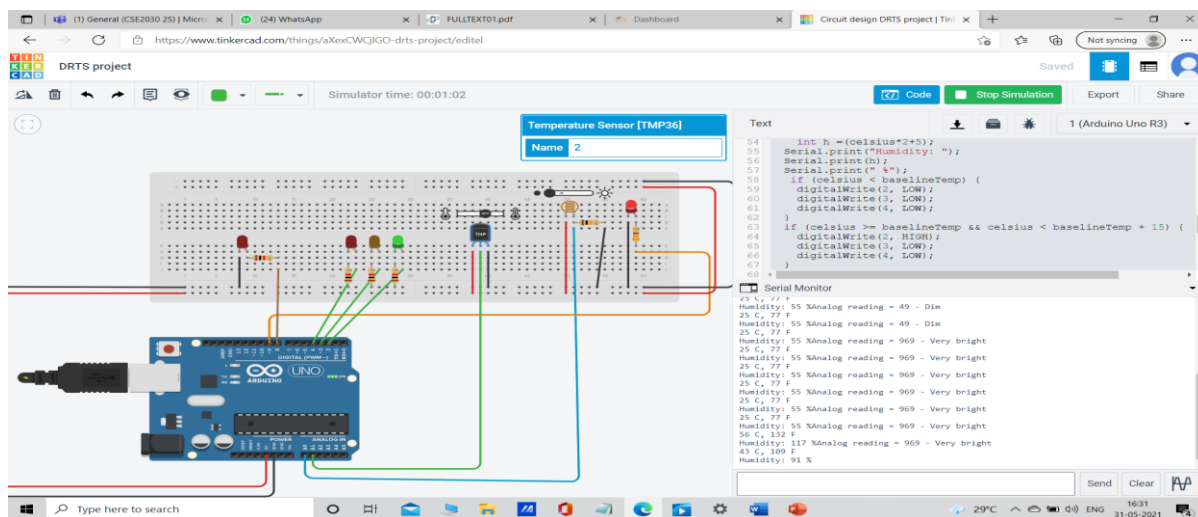 (1) General (CSE2030 2S) | Micros
(24) WhatsApp
FULLTEXT01.pdf
Dashboard
Circuit design DRTS project | Tin
https://www.tinkercad.com/things/aXexCWCjIGO-drts-project/editel
Not syncing
TIN
KER
CAD
DRTS project
Saved
Simulator time: 00:01:02
Code
Stop Simulation
Export
Share
Temperature Sensor [TMP36]
Name 2
Text
1 (Arduino Uno R3)
54 int h =(celsius*2+5);
55 Serial.print("Humidity: ");
56 Serial.print(h);
57 Serial.print(" %");
58 if (celsius < baselineTemp) {
59 digitalWrite(2, LOW);
60 digitalWrite(3, LOW);
61 digitalWrite(4, LOW);
62 }
63 if (celsius >= baselineTemp && celsius < baselineTemp + 15) {
64 digitalWrite(2, HIGH);
65 digitalWrite(3, LOW);
66 digitalWrite(4, LOW);
67 }
68
TMP
DIGITAL (PWM~)
UNO
ARDUINO
POWER
ANALOG IN
Serial Monitor
25 C, 77 F
Humidity: 55 %Analog reading = 49 - Dim
25 C, 77 F
Humidity: 55 %Analog reading = 49 - Dim
25 C, 77 F
Humidity: 55 %Analog reading = 969 - Very bright
25 C, 77 F
Humidity: 55 %Analog reading = 969 - Very bright
25 C, 77 F
Humidity: 55 %Analog reading = 969 - Very bright
25 C, 77 F
Humidity: 55 %Analog reading = 969 - Very bright
25 C, 77 F
Humidity: 55 %Analog reading = 969 - Very bright
25 C, 77 F
Humidity: 55 %Analog reading = 969 - Very bright
56 C, 132 F
Humidity: 117 %Analog reading = 969 - Very bright
43 C, 109 F
Humidity: 91 %
Send
Clear
Type here to search
29°C
ENG
16:31
31-05-2021